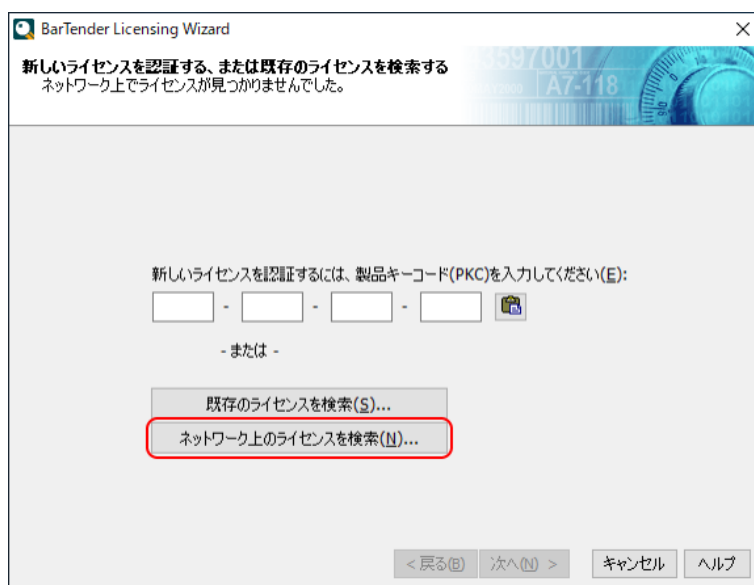 BarTender Licensing Wizard
新しいライセンスを認証する、または既存のライセンスを検索する
ネットワーク上でライセンスが見つかりませんでした。
3597001
A7-118
新しいライセンスを認証するには、製品キーコード(PKC)を入力してください(E):
- - -
- または -
既存のライセンスを検索(S)...
ネットワーク上のライセンスを検索(N)...
< 戻る(B) 次へ(N) > キャンセル ヘルプ